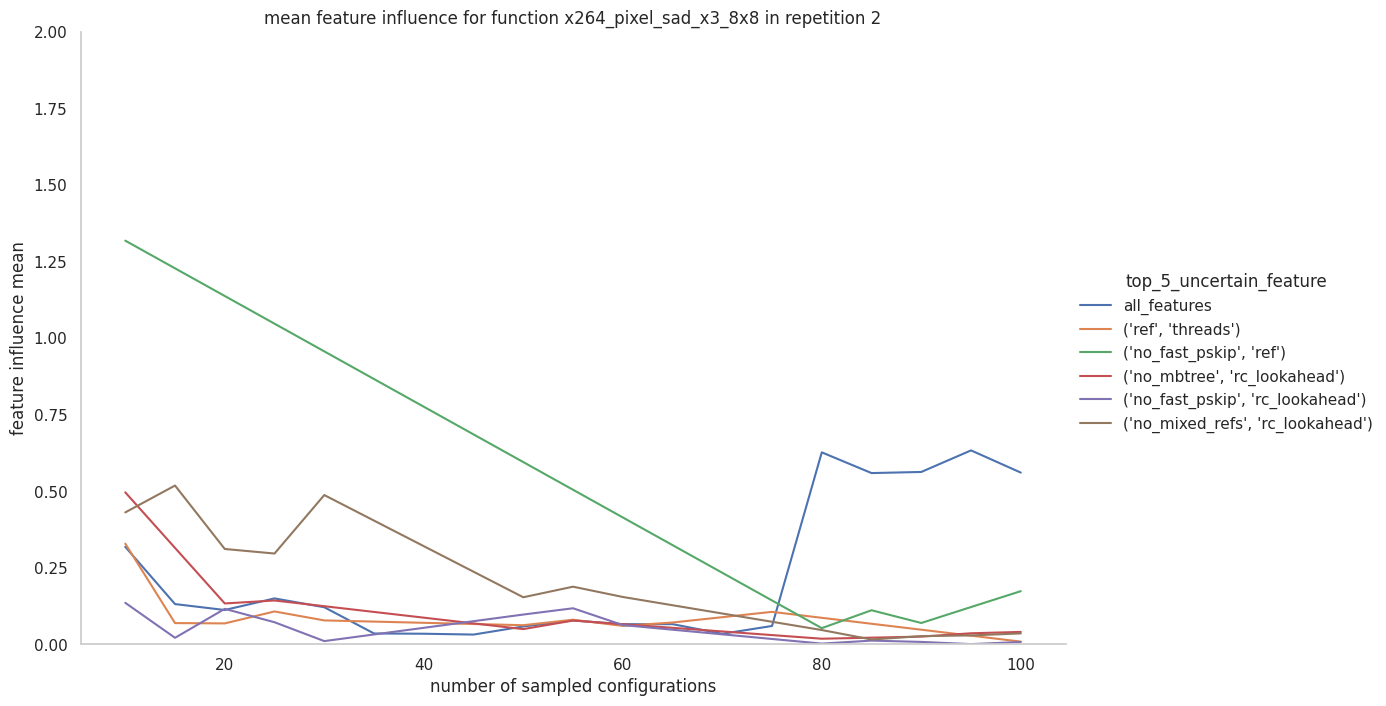 mean feature influence for function x264_pixel_sad_x3_8x8 in repetition 2
2.00
1.75
1.50
1.25
1.00
0.75
0.50
0.25
0.00
feature influence mean
20
40
60
80
100
number of sampled configurations
top_5_uncertain_feature
all_features
('ref', 'threads')
('no_fast_pskip', 'ref')
('no_mbtree', 'rc_lookahead')
('no_fast_pskip', 'rc_lookahead')
('no_mixed_refs', 'rc_lookahead')